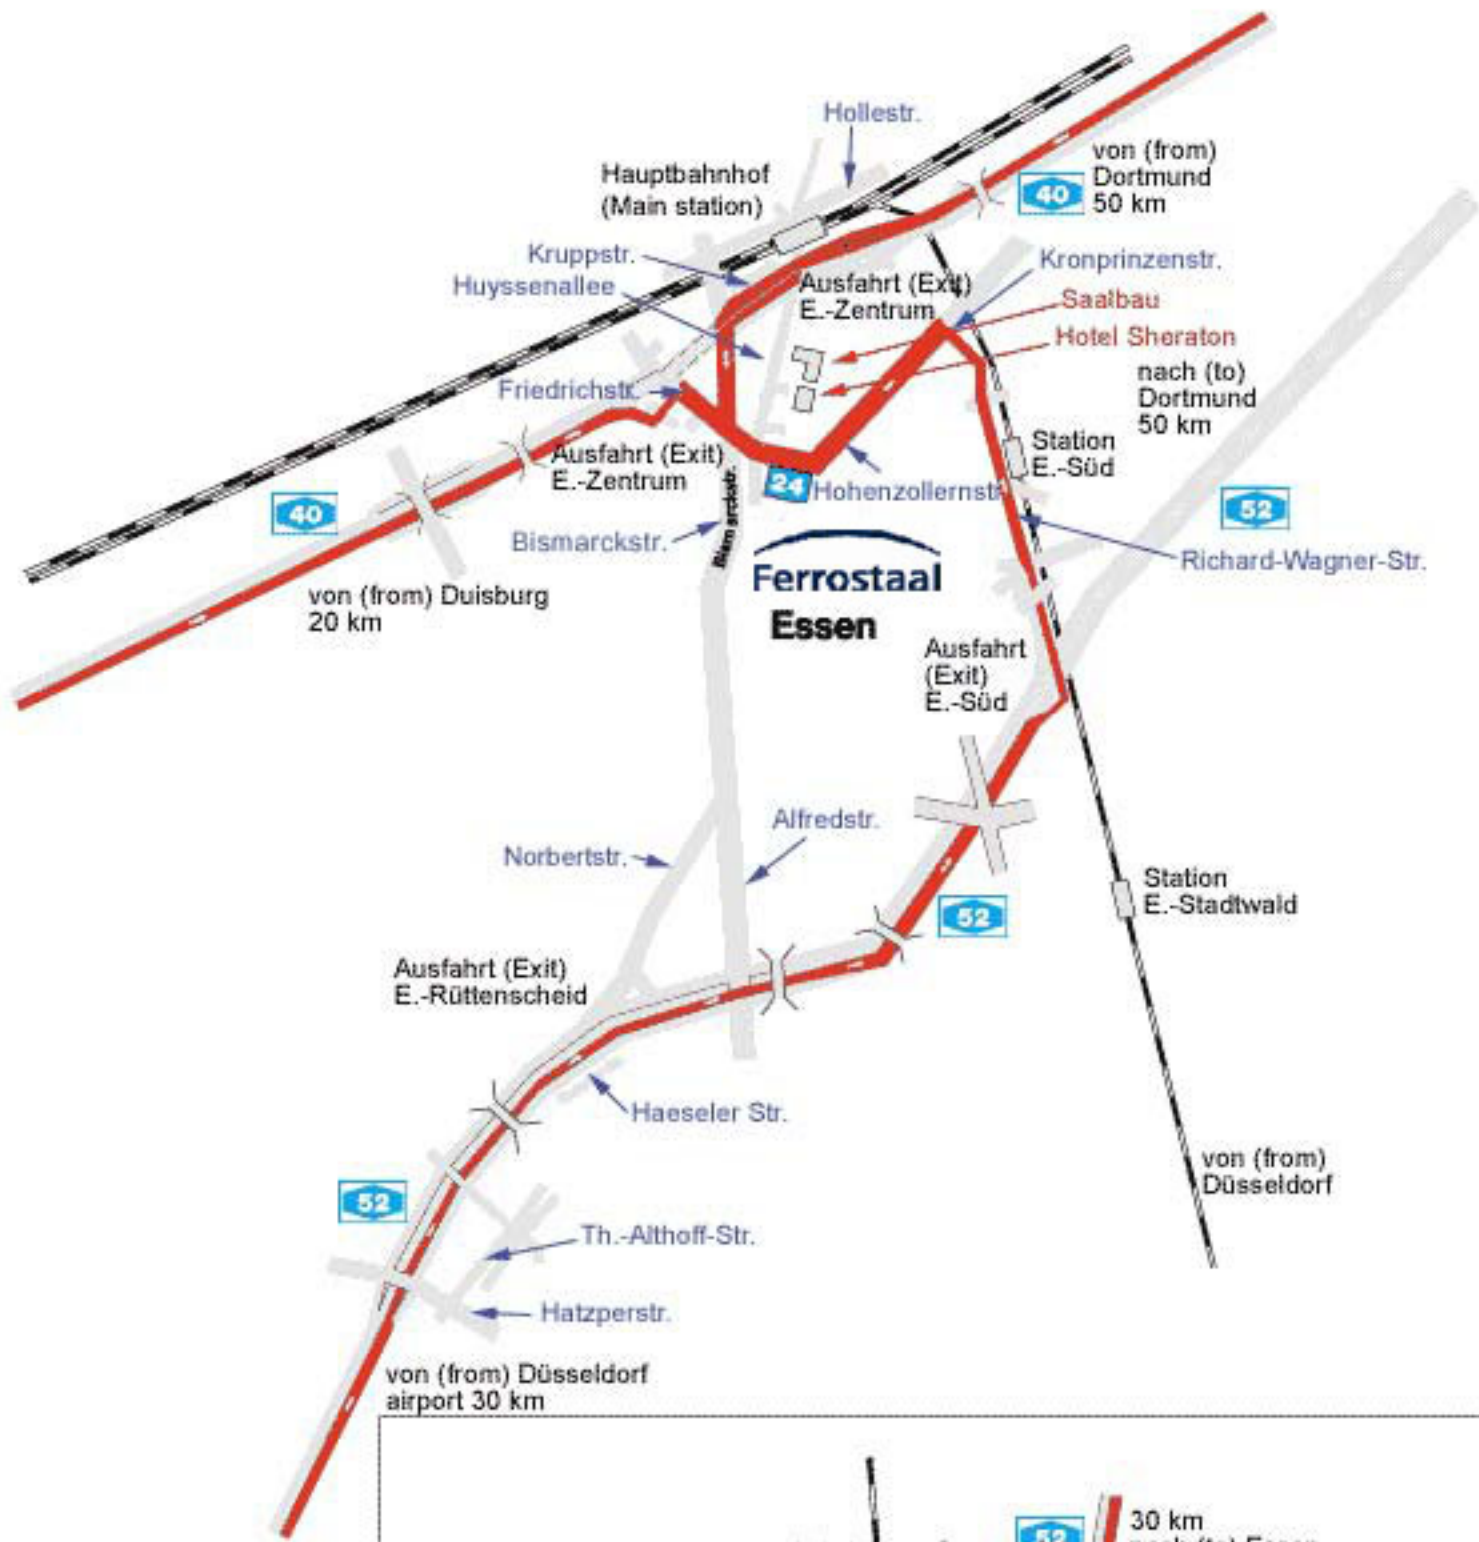 Hollestr.
von (from)
Dortmund
50 km
40
Hauptbahnhof
(Main station)
Kruppstr.
Huyssenallee
Ausfahrt (Exit)
E.-Zentrum
Kronprinzenstr.
Saalbau
Hotel Sheraton
nach (to)
Dortmund
50 km
Friedrichstr.
Ausfahrt (Exit)
E.-Zentrum
Station
E.-Süd
24
Hohenzollernstr
40
52
Bismarckstr.
Bismarckstr.
Ferrostaal
Essen
Richard-Wagner-Str.
von (from) Duisburg
20 km
Ausfahrt
(Exit)
E.-Süd
Alfredstr.
Norbertstr.
Station
E.-Stadtwald
52
Ausfahrt (Exit)
E.-Rüttenscheid
Haeseler Str.
von (from)
Düsseldorf
52
Th.-Althoff-Str.
Hatzperstr.
von (from) Düsseldorf
airport 30 km
52
30 km